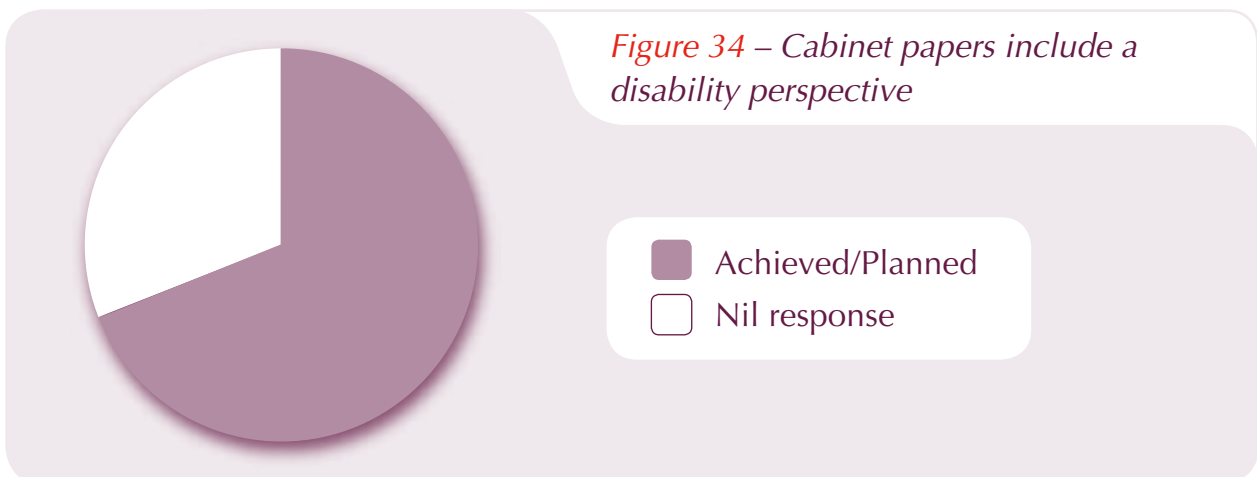 Figure 34 – Cabinet papers include a
disability perspective
Achieved/Planned
Nil response